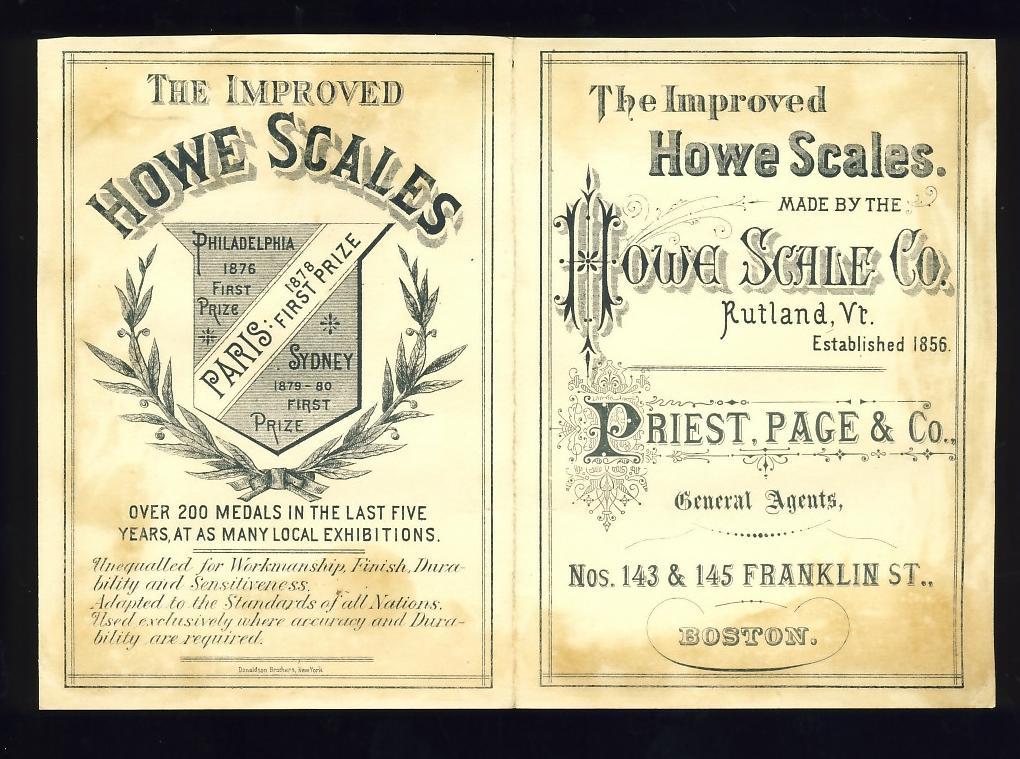 THE IMPROVED
HOWE SCALES
PHILADELPHIA
1876
FIRST
PRIZE
PARIS: 1878 FIRST PRIZE
SYDNEY
1879-80
FIRST
PRIZE
OVER 200 MEDALS IN THE LAST FIVE
YEARS, AT AS MANY LOCAL EXHIBITIONS.
Unequalled for Workmanship, Finish, Dura-
bility and Sensitiveness.
Adapted to the Standards of all Nations.
Used exclusively where accuracy and Dura-
bility are required.
Donaldson Brothers, New York
The Improved
Howe Scales.
MADE BY THE
HOWE SCALE CO.
Rutland, Vt.
Established 1856.
PRIEST, PAGE & CO.,
General Agents,
NOS. 143 & 145 FRANKLIN ST.,
BOSTON.